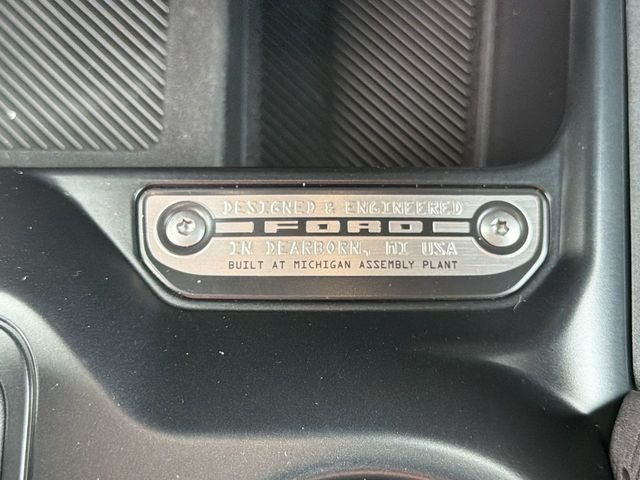 DESIGNED & ENGINEERED
FORD
IN DEARBORN, MI USA
BUILT AT MICHIGAN ASSEMBLY PLANT